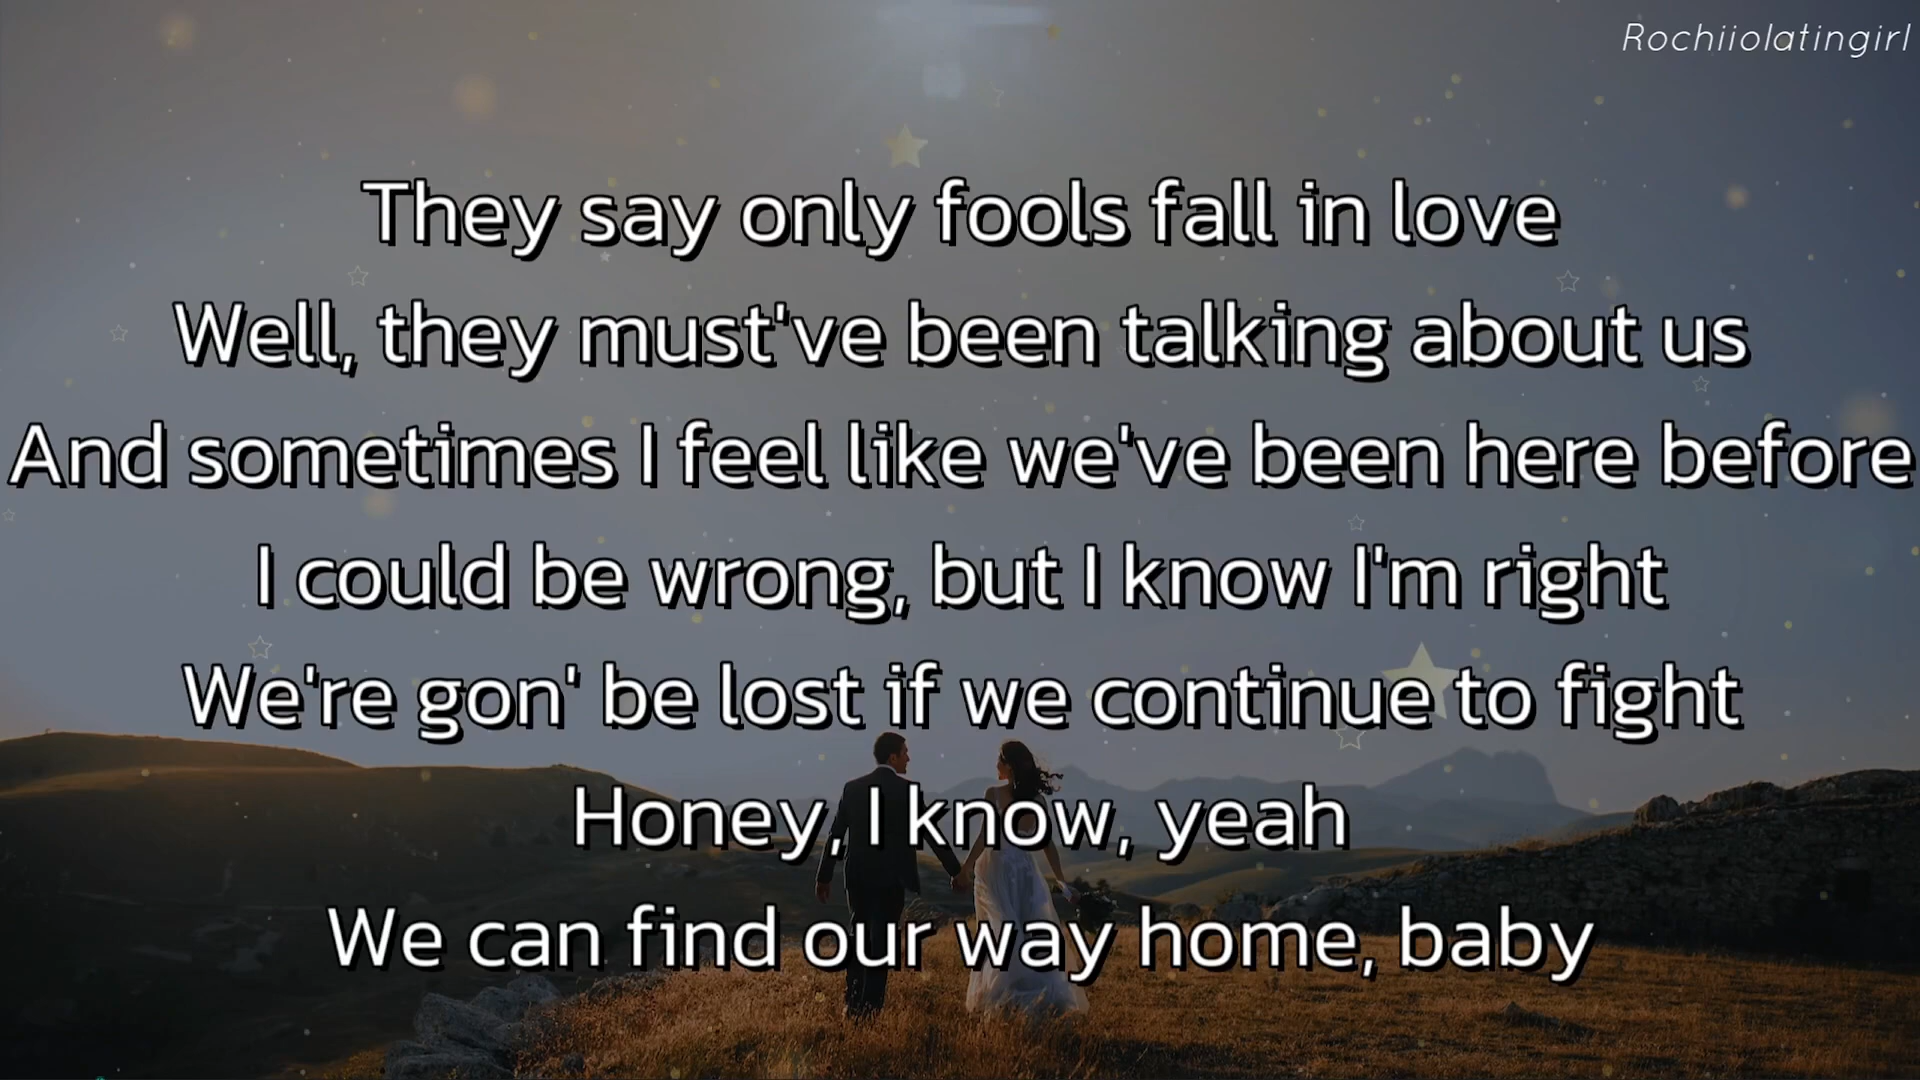 Rochiiolatingirl
They say only fools fall in love
Well, they must've been talking about us
And sometimes I feel like we've been here before
I could be wrong, but I know I'm right
We're gon' be lost if we continue to fight
Honey, I know, yeah
We can find our way home, baby